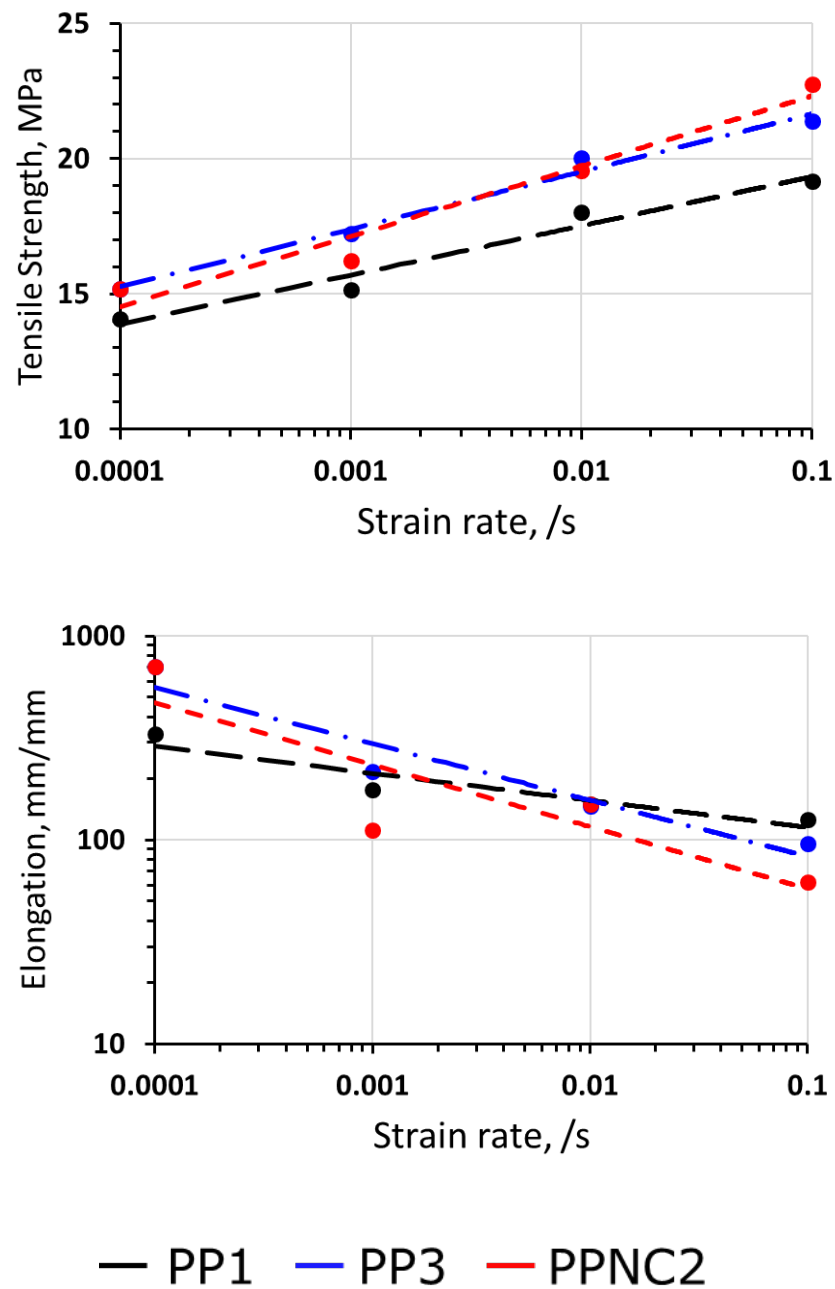 25
20
15
10
Tensile Strength, MPa
0.0001 0.001 0.01 0.1
Strain rate, /s
1000
100
10
Elongation, mm/mm
0.0001 0.001 0.01 0.1
Strain rate, /s
PP1 PP3 PPNC2